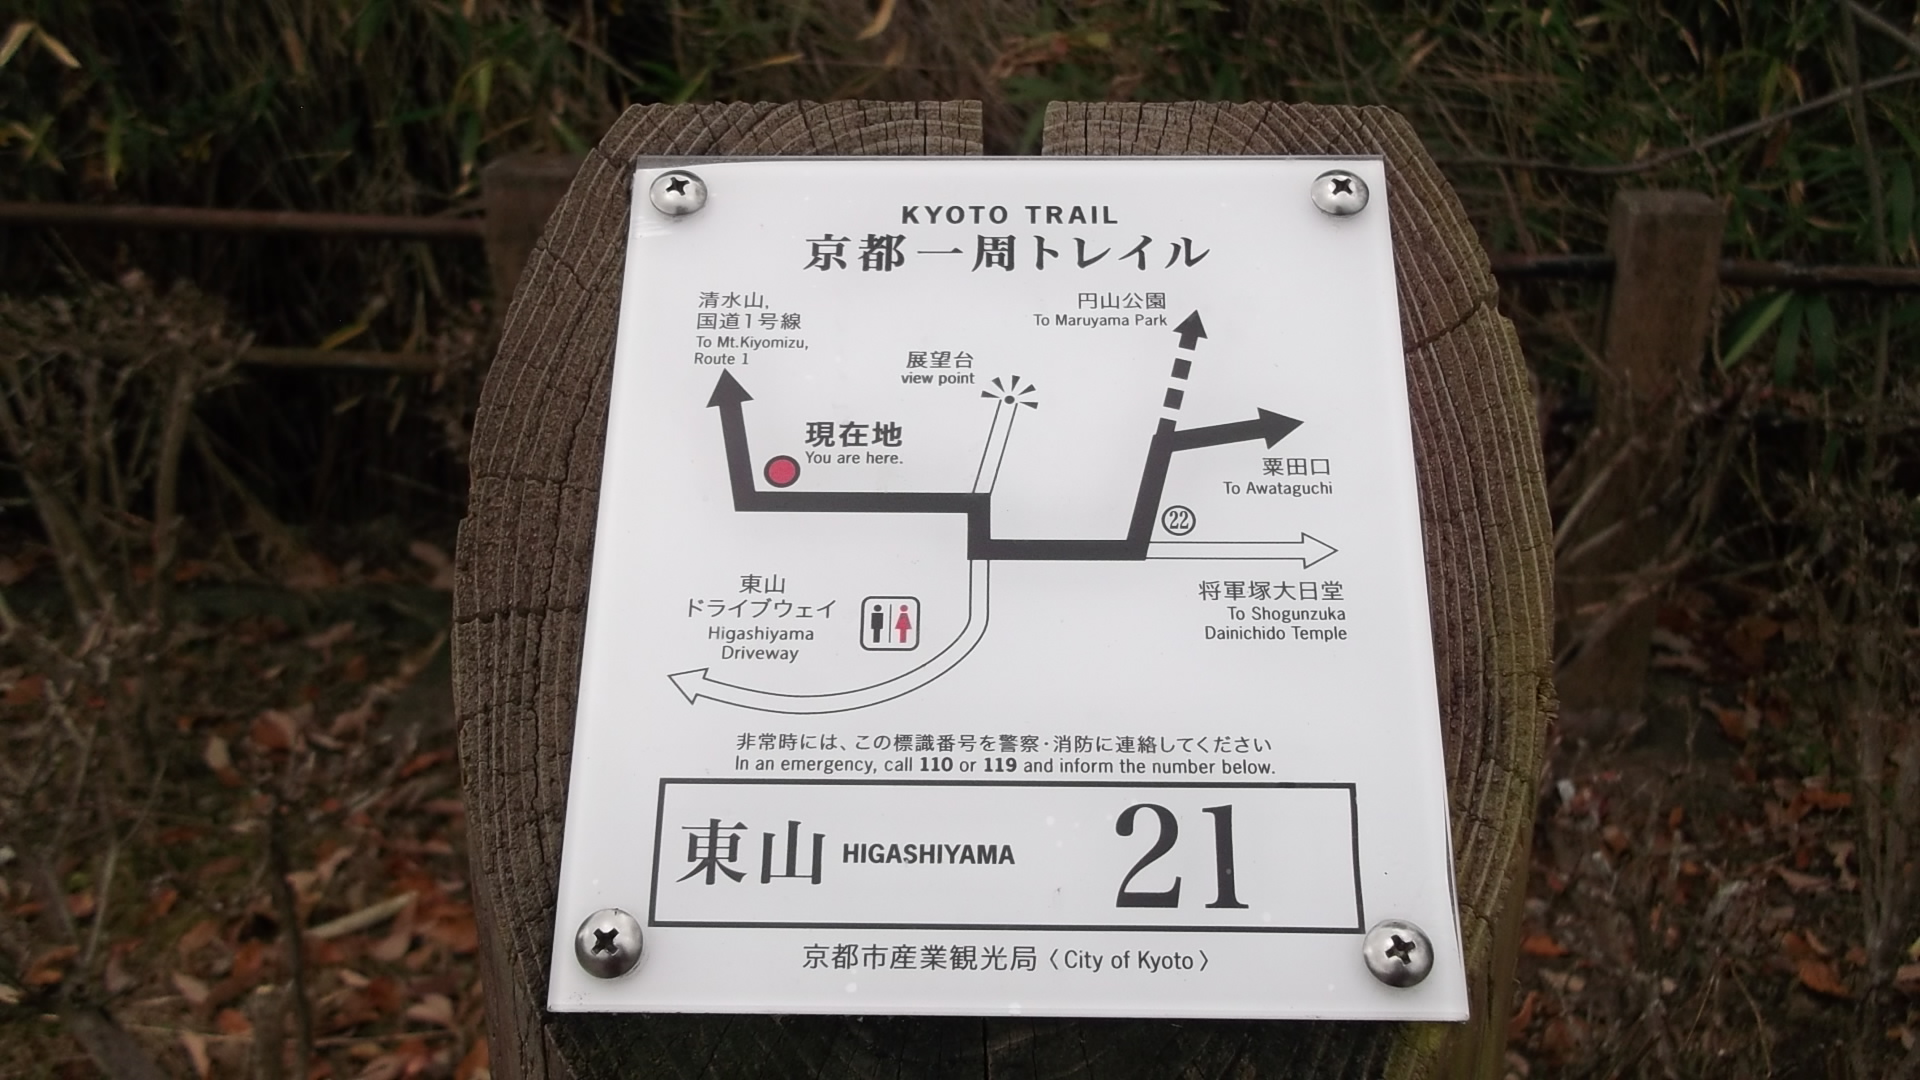 KYOTO TRAIL
京都一周トレイル
清水山,
国道1号線
To Mt.Kiyomizu,
Route 1
円山公園
To Maruyama Park
展望台
view point
現在地
You are here.
粟田口
To Awataguchi
22
将軍塚大日堂
To Shogunzuka
Dainichido Temple
東山
ドライブウェイ
Higashiyama
Driveway
非常時には、この標識番号を警察・消防に連絡してください
In an emergency, call 110 or 119 and inform the number below.
東山 HIGASHIYAMA 21
京都市産業観光局〈City of Kyoto〉